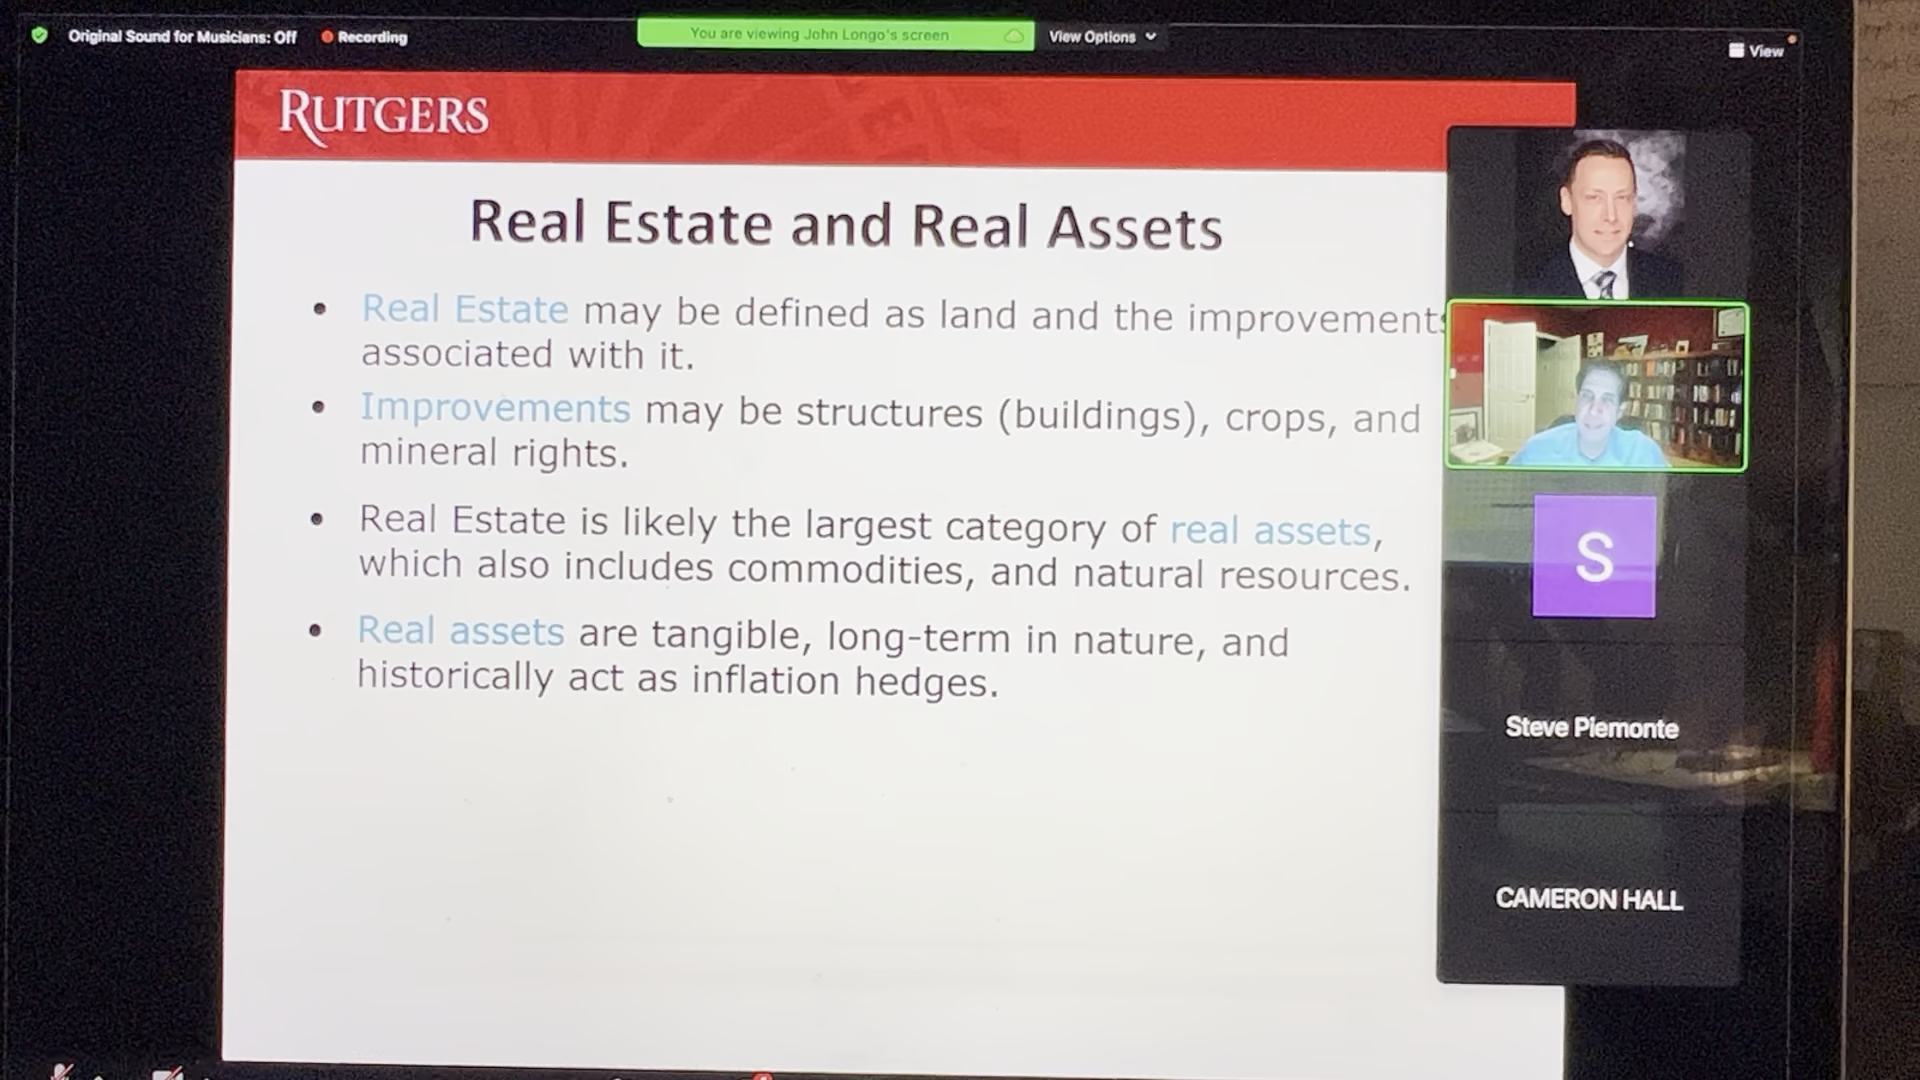 Original Sound for Musicians: Off
Recording
You are viewing John Longo's screen
View Options
View
RUTGERS
Real Estate and Real Assets
• Real Estate may be defined as land and the improvements
associated with it.
• Improvements may be structures (buildings), crops, and
mineral rights.
• Real Estate is likely the largest category of real assets,
which also includes commodities, and natural resources.
• Real assets are tangible, long-term in nature, and
historically act as inflation hedges.
S
Steve Piemonte
CAMERON HALL